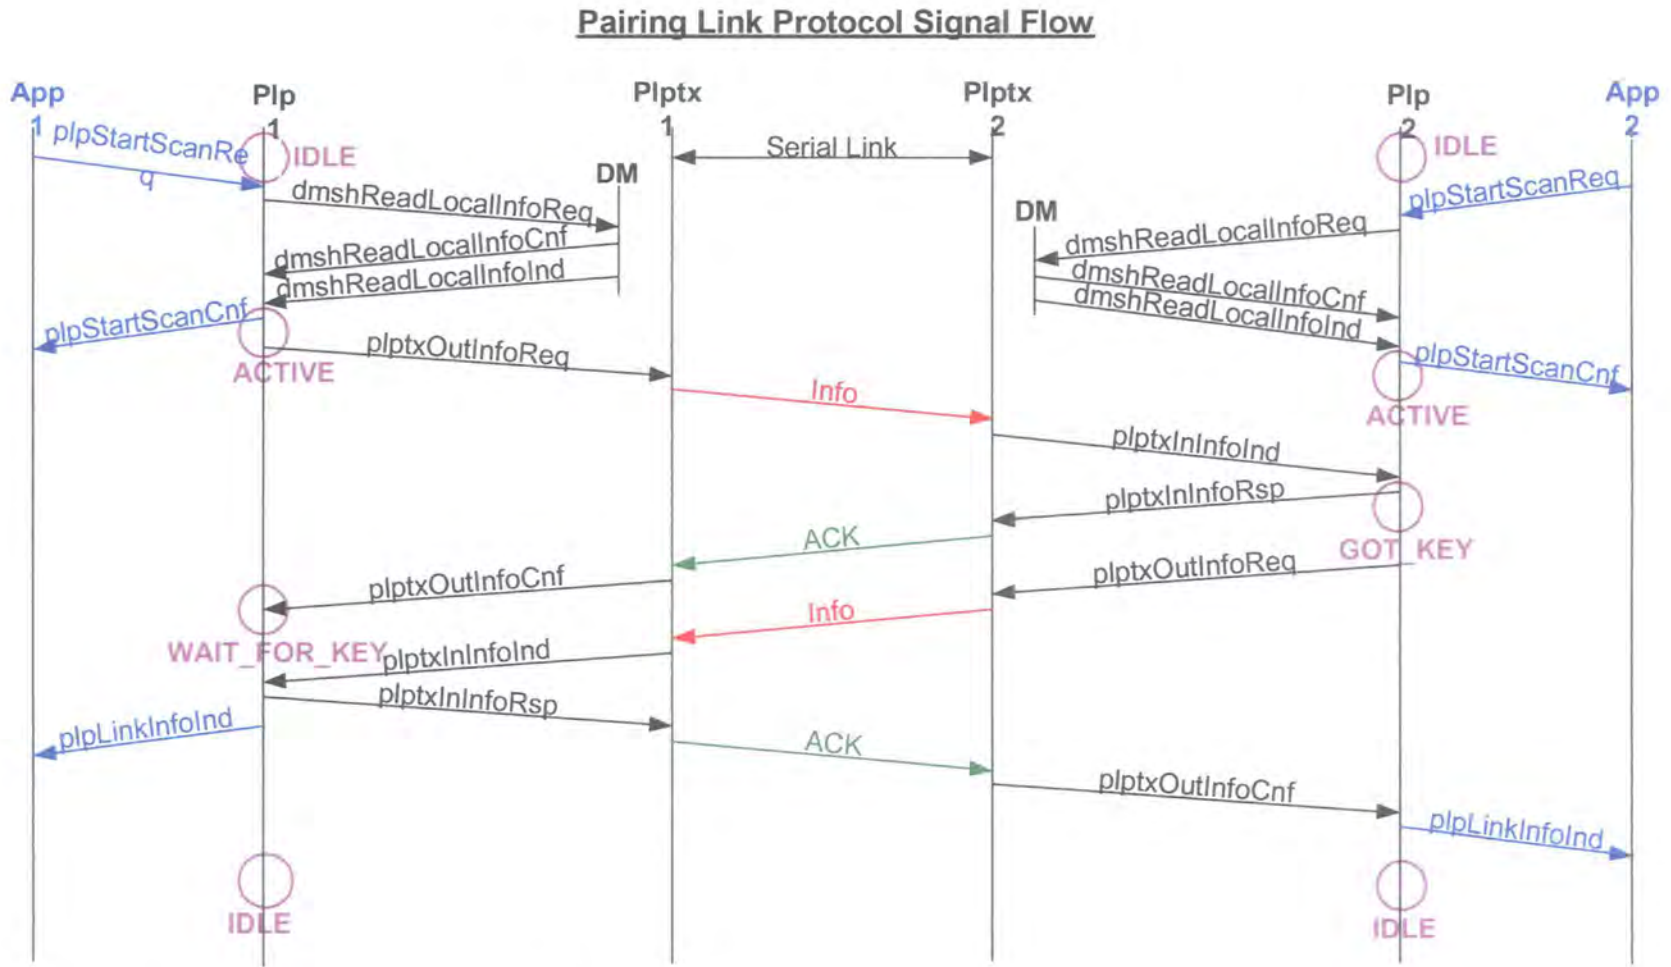 Pairing Link Protocol Signal Flow
App Plp Plptx Plptx Plp App
1 1 1 2 2 2
plpStartScanRe
q
IDLE
Serial Link
IDLE
DM
plpStartScanReq
dmshReadLocalInfoReq
DM
dmshReadLocalInfoReq
dmshReadLocalInfoCnf
dmshReadLocalInfoCnf
dmshReadLocalInfoInd
dmshReadLocalInfoInd
plpStartScanCnf
plptxOutInfoReq
plpStartScanCnf
ACTIVE
Info
ACTIVE
plptxInInfoInd
plptxInInfoRsp
ACK
GOT_KEY
plptxOutInfoCnf
plptxOutInfoReq
Info
WAIT_FOR_KEY
plptxInInfoInd
plptxInInfoRsp
plpLinkInfoInd
ACK
plptxOutInfoCnf
plpLinkInfoInd
IDLE
IDLE